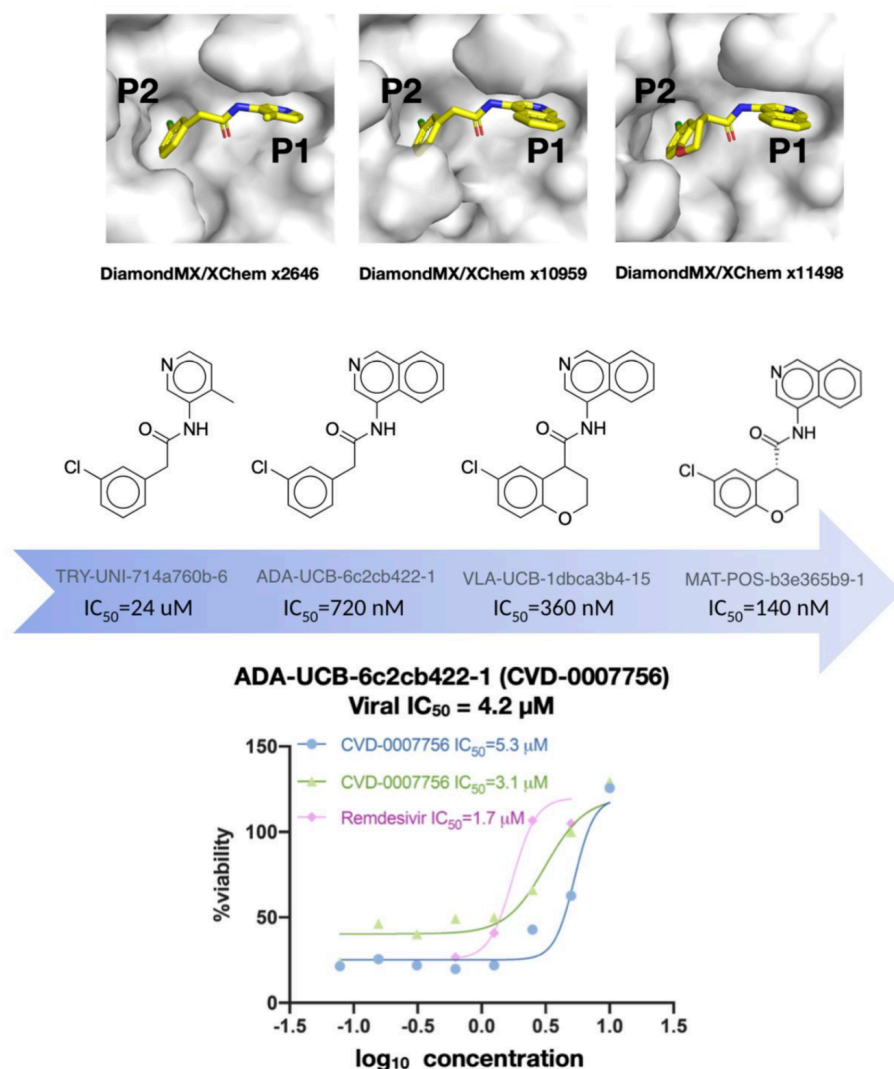 P2
P1
P2
P1
P2
P1
DiamondMX/XChem x2646
DiamondMX/XChem x10959
DiamondMX/XChem x11498
N
NH
O
Cl
N
NH
O
Cl
N
NH
O
Cl
O
N
NH
O
Cl
O
TRY-UNI-714a760b-6
IC50=24 uM
ADA-UCB-6c2cb422-1
IC50=720 nM
VLA-UCB-1dbca3b4-15
IC50=360 nM
MAT-POS-b3e365b9-1
IC50=140 nM
ADA-UCB-6c2cb422-1 (CVD-0007756)
Viral IC50 = 4.2 µM
CVD-0007756 IC50=5.3 µM
CVD-0007756 IC50=3.1 µM
Remdesivir IC50=1.7 µM
%viability
150
100
50
0
-1.5
-1.0
-0.5
0.0
0.5
1.0
1.5
log10 concentration